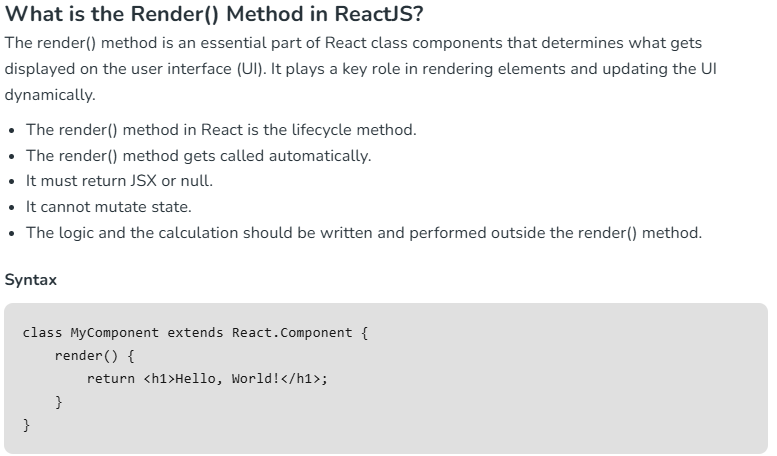 What is the Render() Method in ReactJS?
The render() method is an essential part of React class components that determines what gets
displayed on the user interface (UI). It plays a key role in rendering elements and updating the UI
dynamically.
• The render() method in React is the lifecycle method.
• The render() method gets called automatically.
• It must return JSX or null.
• It cannot mutate state.
• The logic and the calculation should be written and performed outside the render() method.
Syntax
class MyComponent extends React.Component {
    render() {
        return <h1>Hello, World!</h1>;
    }
}